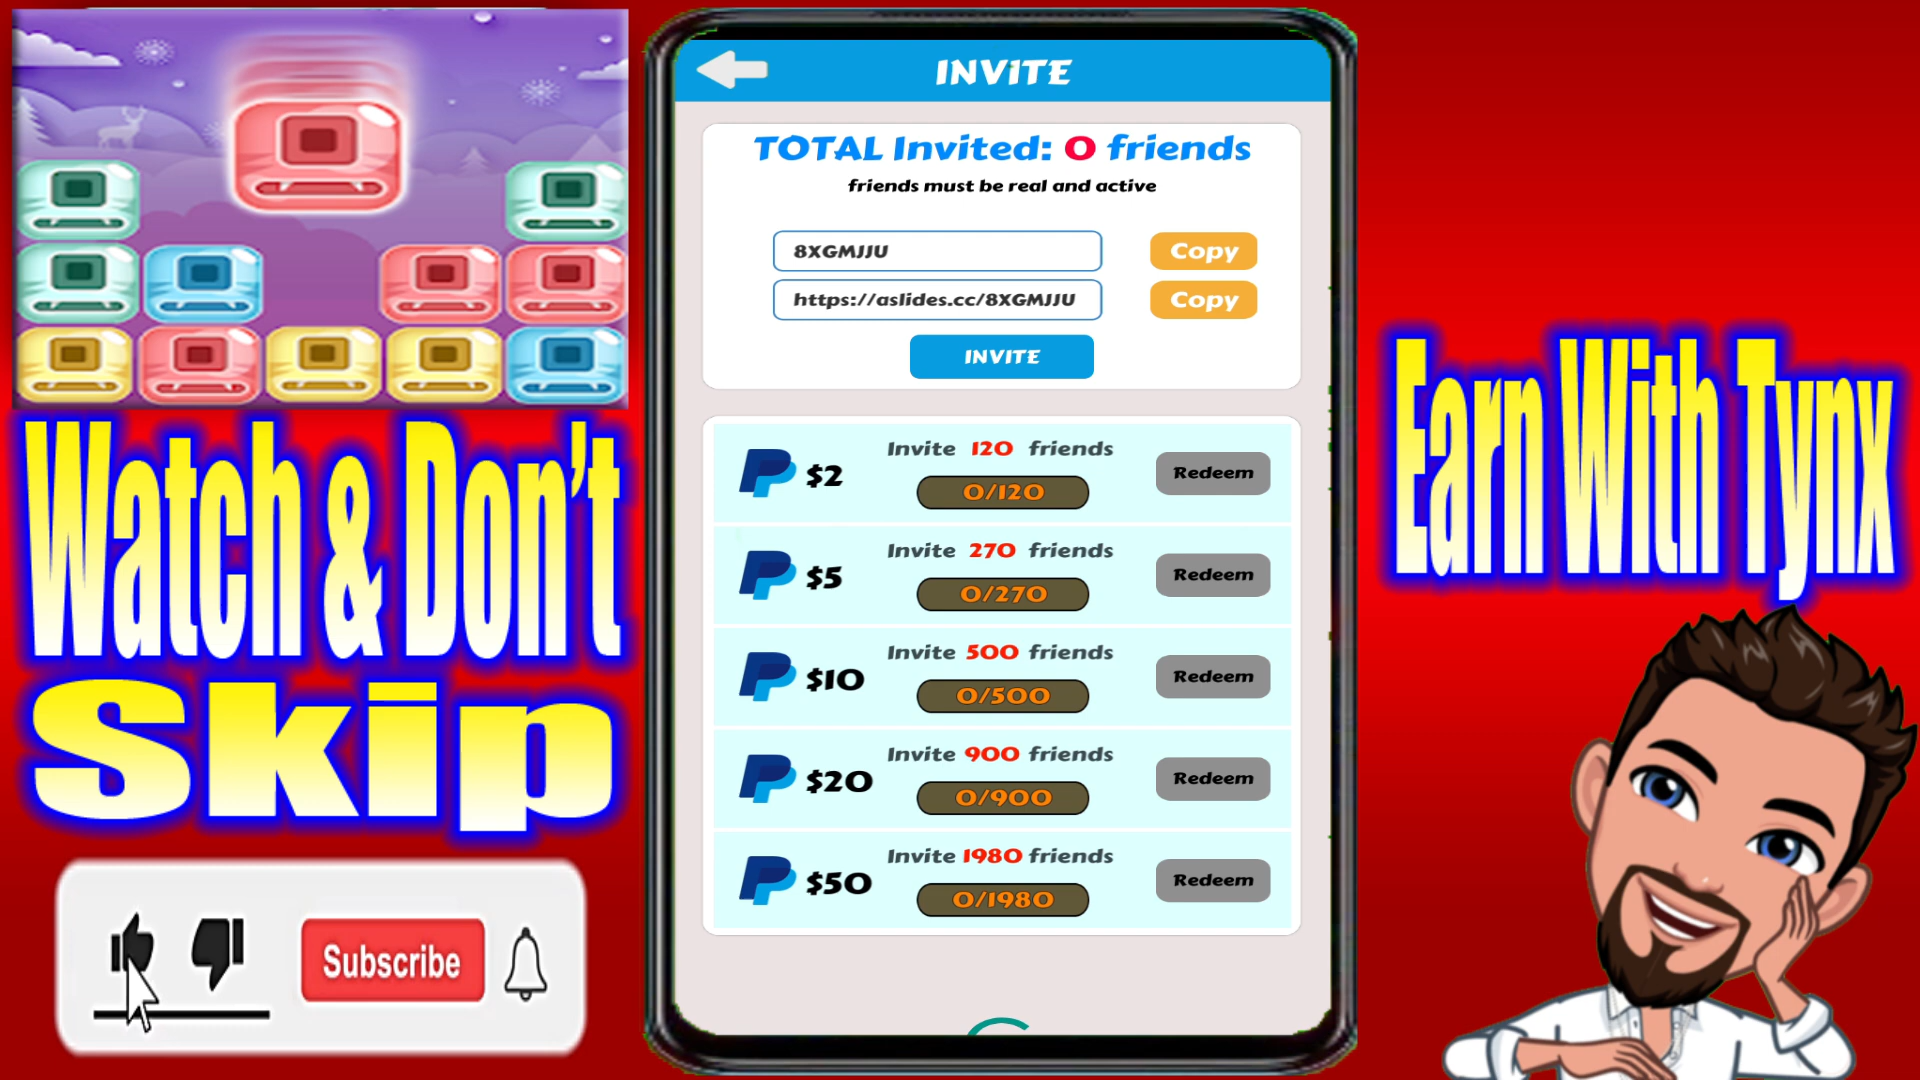 INVITE
TOTAL Invited: 0 friends
friends must be real and active
8XGMJJU
Copy
https://aslides.cc/8XGMJJU
Copy
INVITE
$2
Invite 120 friends
0/120
Redeem
$5
Invite 270 friends
0/270
Redeem
$10
Invite 500 friends
0/500
Redeem
$20
Invite 900 friends
0/900
Redeem
$50
Invite 1980 friends
0/1980
Redeem
Watch & Don't
Skip
Subscribe
Earn With Tynx